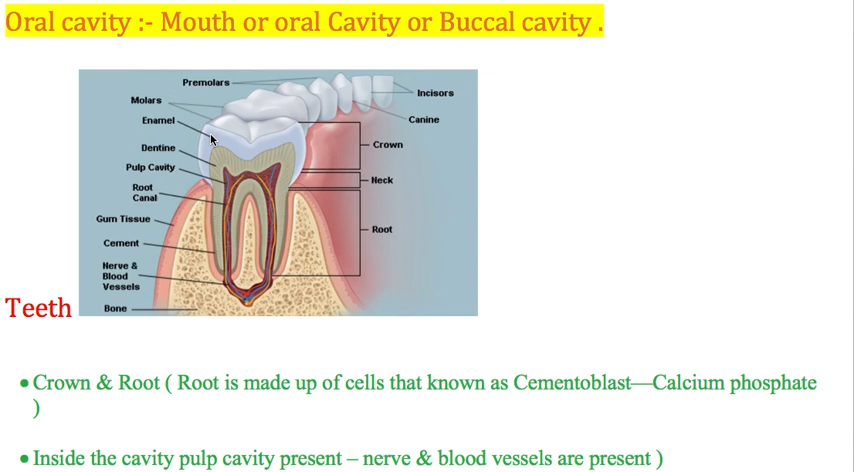 Oral cavity :- Mouth or oral Cavity or Buccal cavity .
Premolars
Incisors
Molars
Enamel
Canine
Dentine
Crown
Pulp Cavity
Neck
Root
Canal
Gum Tissue
Root
Cement
Nerve &
Blood
Vessels
Bone
Teeth
• Crown & Root ( Root is made up of cells that known as Cementoblast—Calcium phosphate
)
• Inside the cavity pulp cavity present – nerve & blood vessels are present )